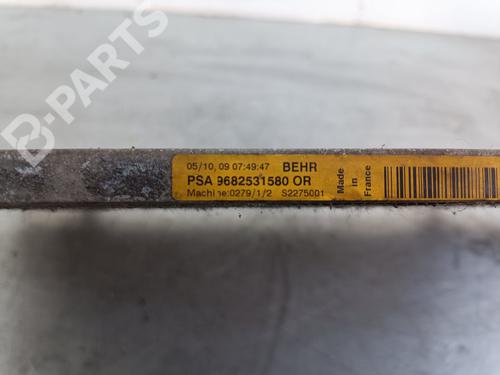 B-PARTS
05/10, 09 07:49:47 BEHR
PSA 9682531580 OR
Machine:0279/1/2 S2275001
Made
in
France